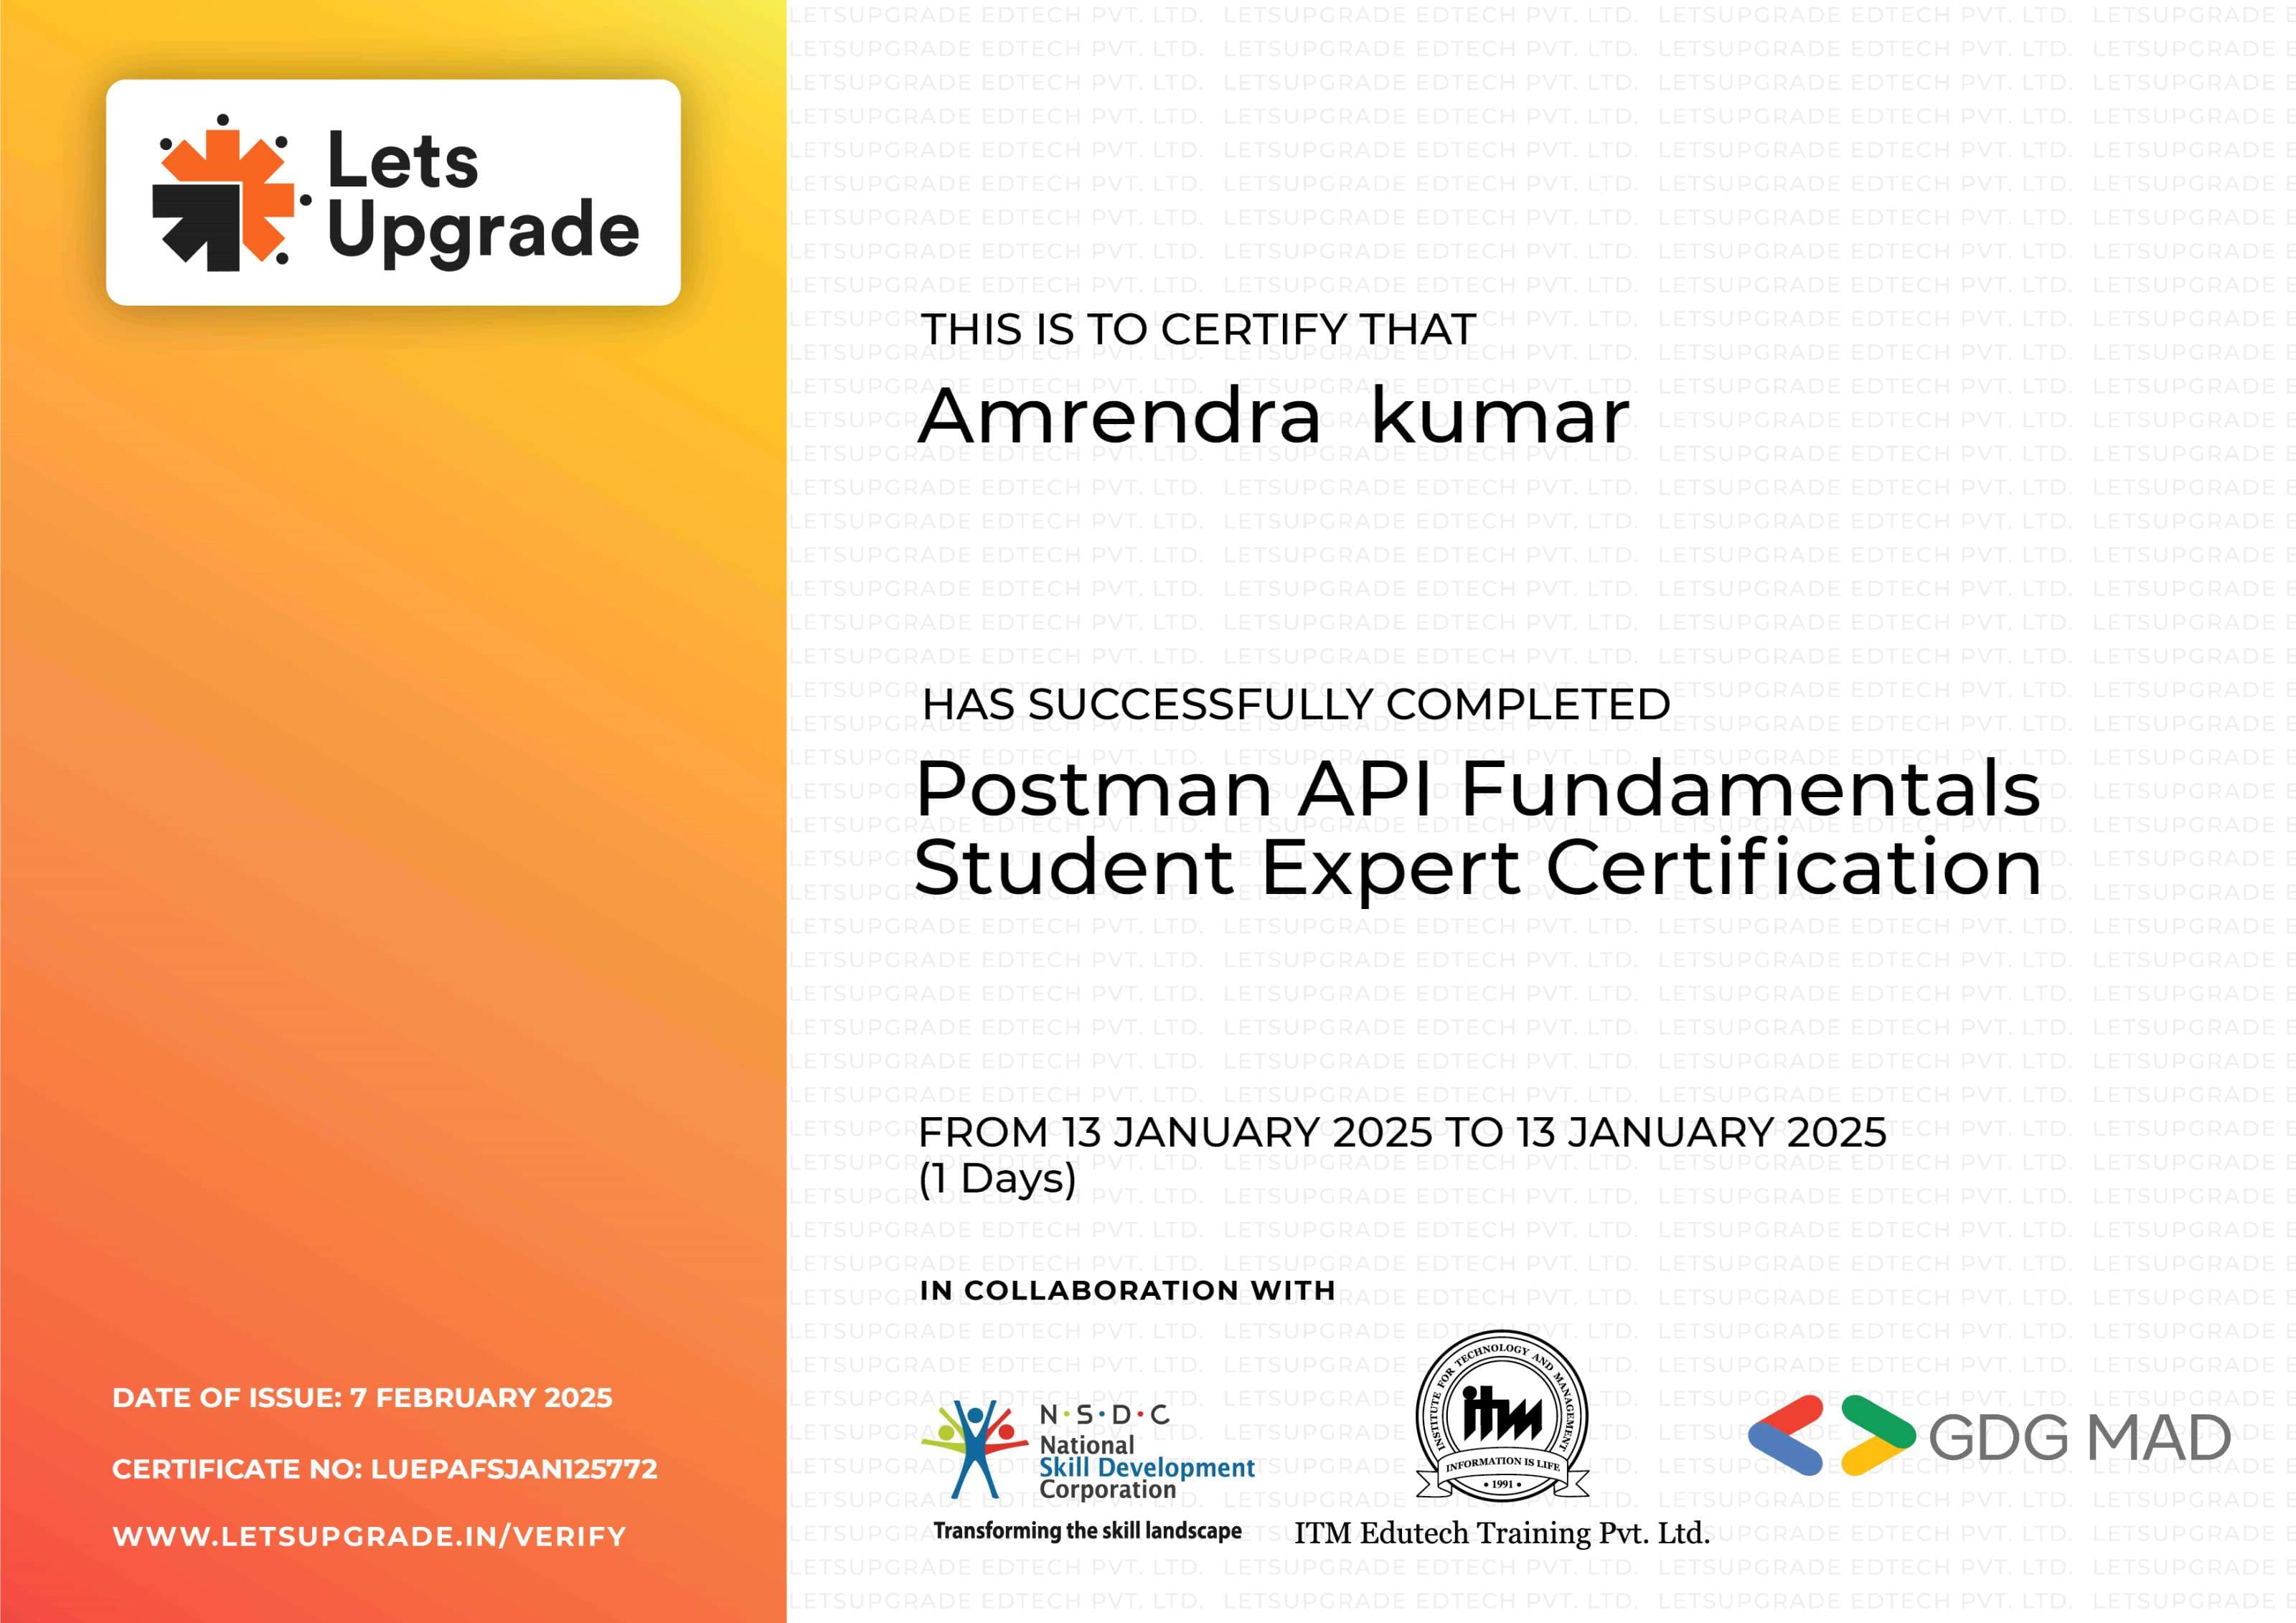 Lets
Upgrade
THIS IS TO CERTIFY THAT
Amrendra kumar
HAS SUCCESSFULLY COMPLETED
Postman API Fundamentals
Student Expert Certification
FROM 13 JANUARY 2025 TO 13 JANUARY 2025
(1 Days)
IN COLLABORATION WITH
N·S·D·C
National
Skill Development
Corporation
Transforming the skill landscape
INSTITUTE FOR TECHNOLOGY AND MANAGEMENT
itm
INFORMATION IS LIFE
• 1991 •
ITM Edutech Training Pvt. Ltd.
GDG MAD
DATE OF ISSUE: 7 FEBRUARY 2025
CERTIFICATE NO: LUEPAFSJAN125772
WWW.LETSUPGRADE.IN/VERIFY
LETSUPGRADE EDTECH PVT. LTD.